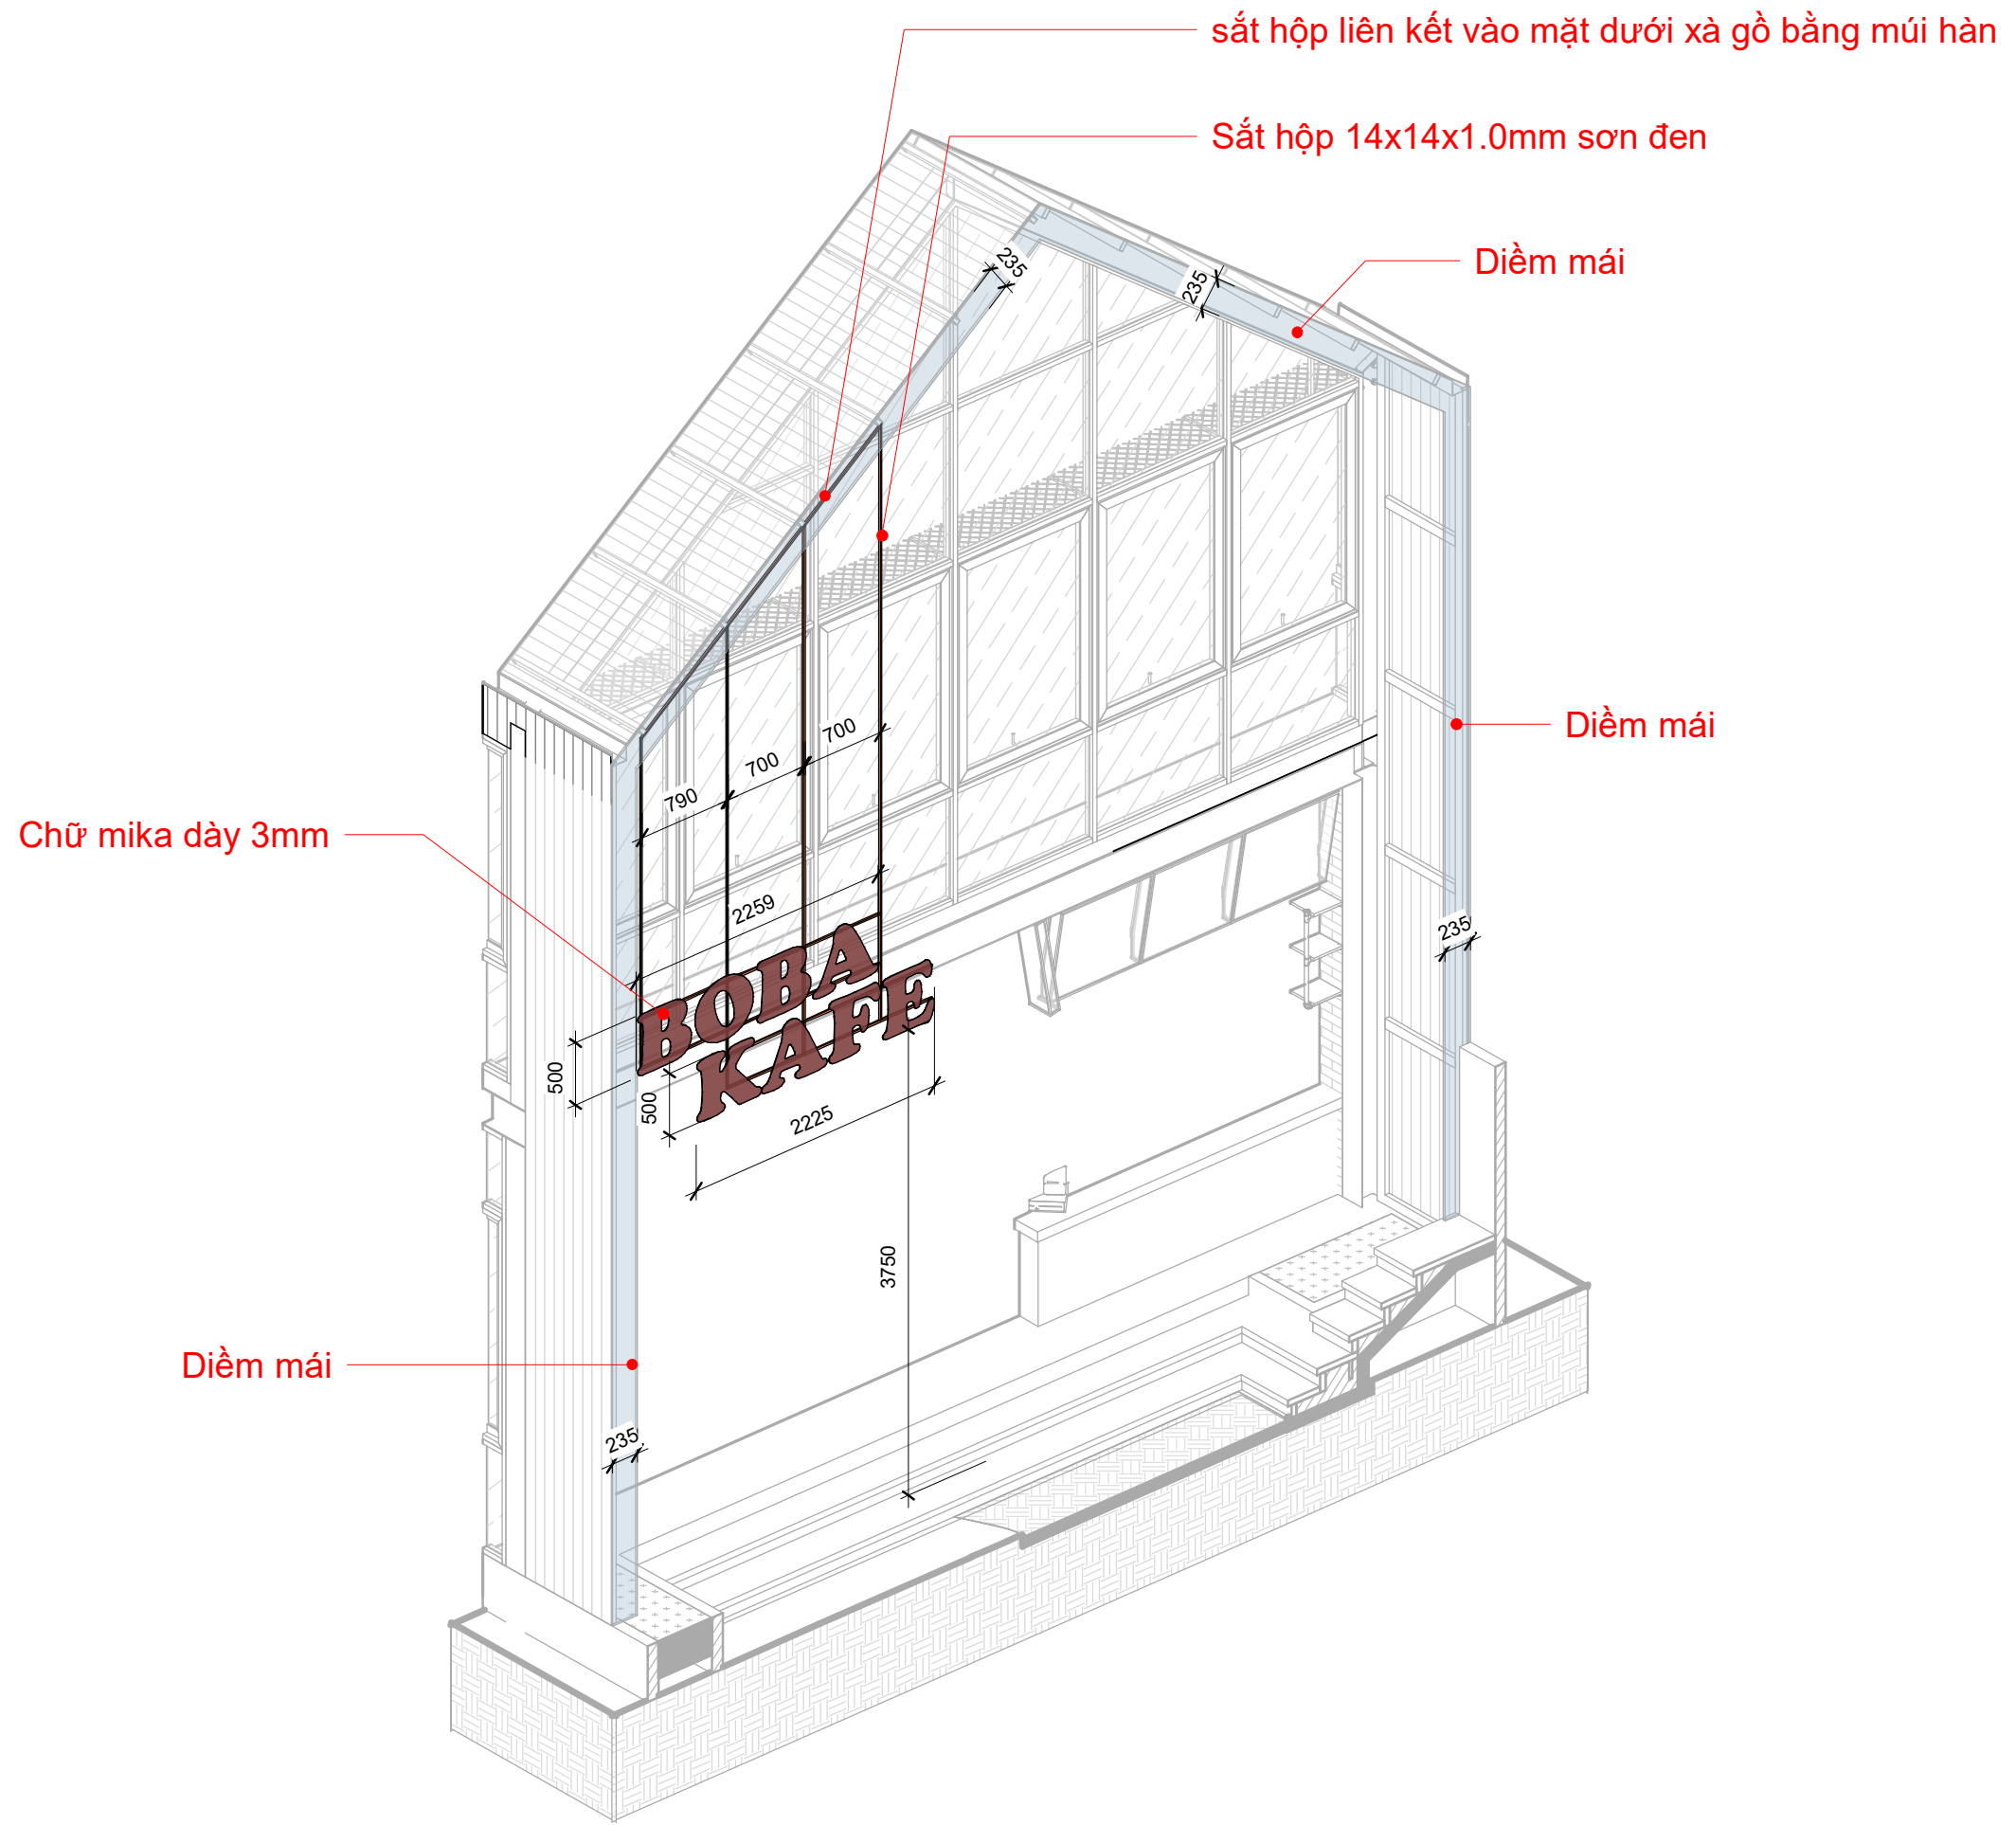 sắt hộp liên kết vào mặt dưới xà gồ bằng múi hàn
Sắt hộp 14x14x1.0mm sơn đen
Diềm mái
235
235
Diềm mái
700
700
790
Chữ mika dày 3mm
2259
235
BOBA
KAFE
500
500
2225
3750
Diềm mái
235